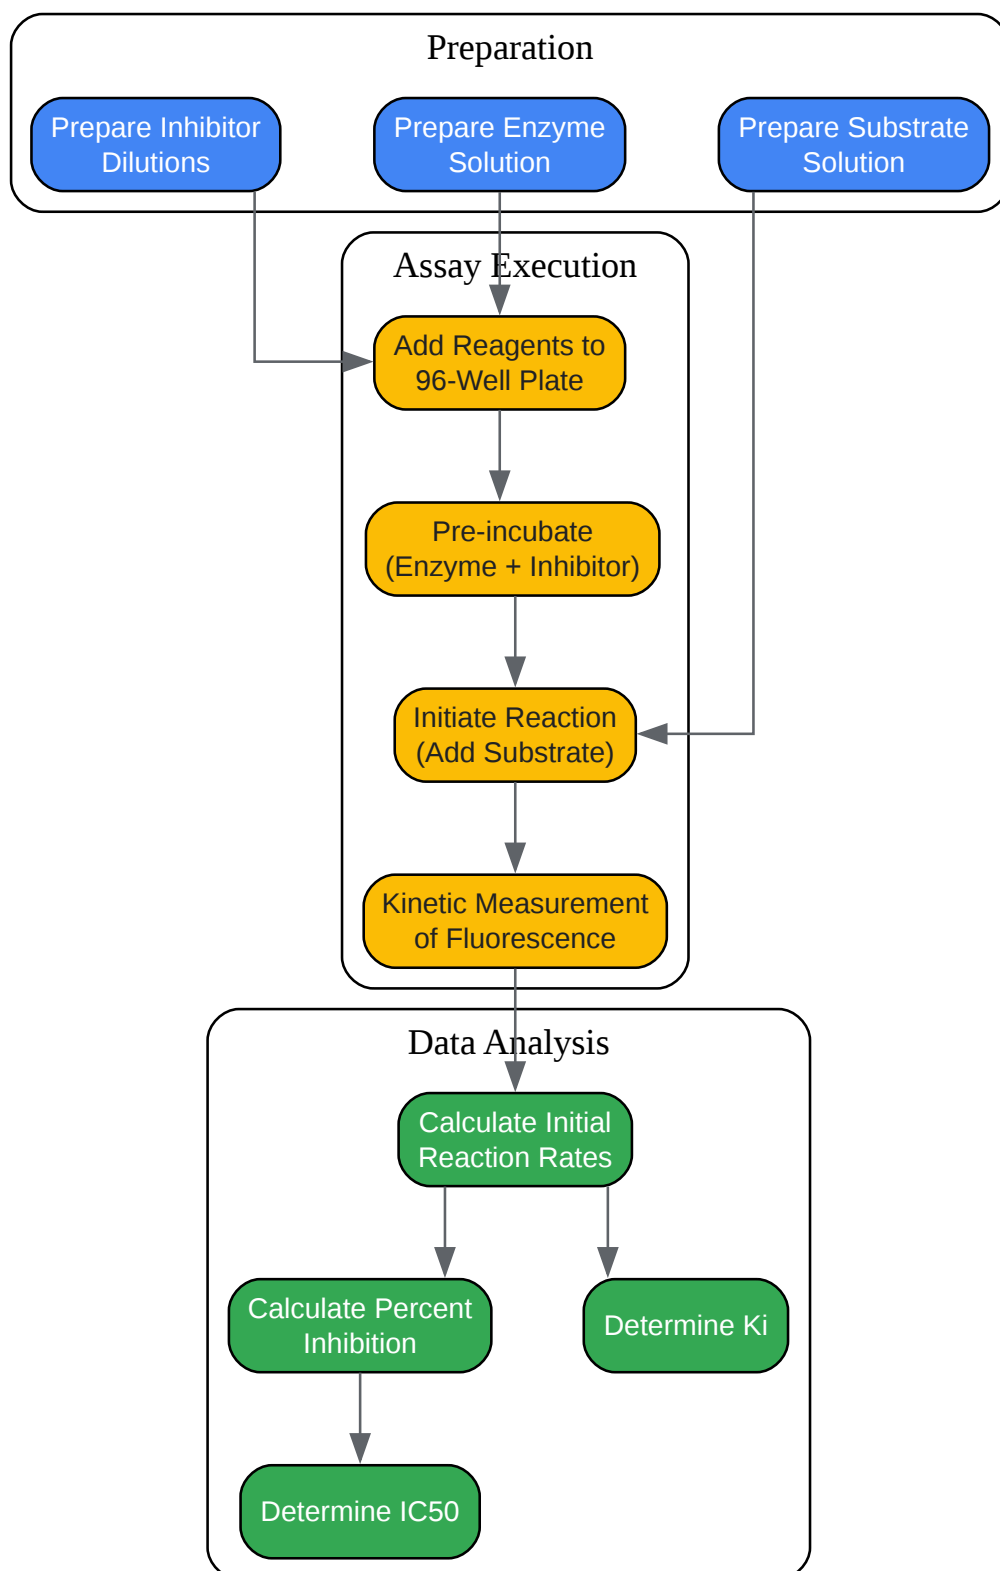 Preparation
Prepare Inhibitor
Dilutions
Prepare Enzyme
Solution
Prepare Substrate
Solution
Assay Execution
Add Reagents to
96-Well Plate
Pre-incubate
(Enzyme + Inhibitor)
Initiate Reaction
(Add Substrate)
Kinetic Measurement
of Fluorescence
Data Analysis
Calculate Initial
Reaction Rates
Calculate Percent
Inhibition
Determine Ki
Determine IC50